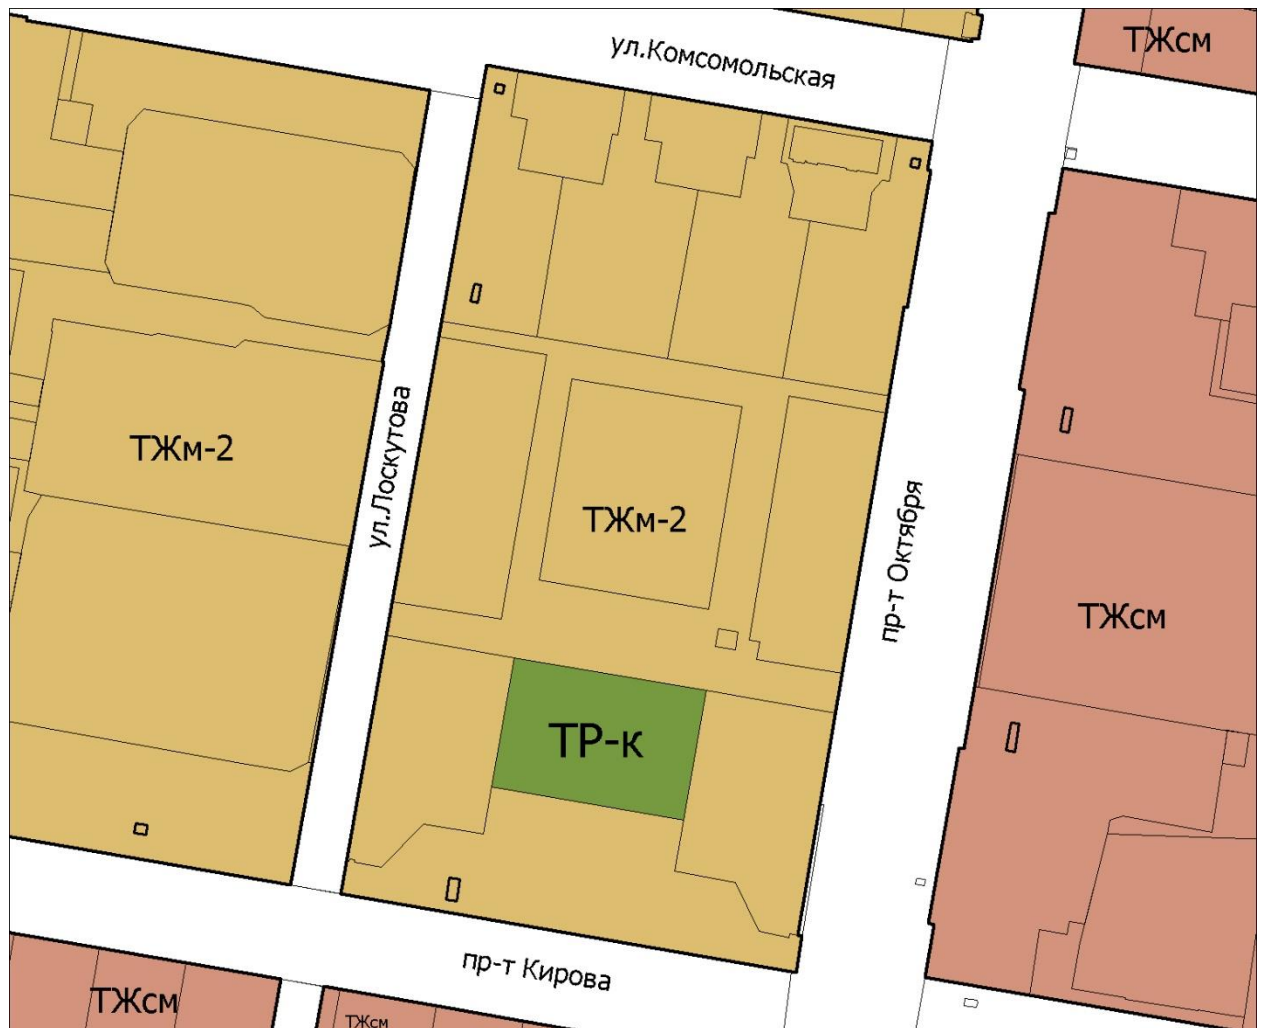 ТЖсм
ул.Комсомольская
ТЖм-2
ул.Лоскутова
ТЖм-2
пр-т Октября
ТЖсм
ТР-к
пр-т Кирова
ТЖсм
ТЖсм